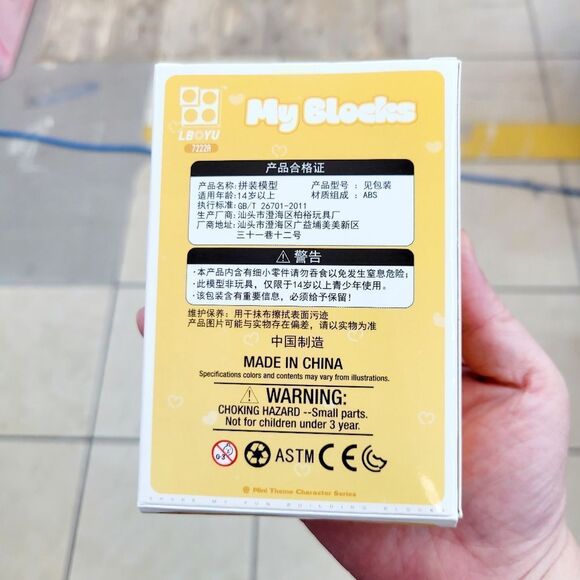 LBOYU
7222A
My Blocks
产品合格证
产品名称: 拼装模型 产品型号: 见包装
适用年龄: 14岁以上 材质组成: ABS
执行标准: GB/T 26701-2011
生产厂商: 汕头市澄海区柏裕玩具厂
厂商地址: 汕头市澄海区广益埔美美新区
三十一巷十二号
⚠ 警告
·本产品内含有细小零件请勿吞食以免发生窒息危险;
·此模型非玩具，仅限于14岁以上青少年使用。
·该包装含有重要信息，必须给予保留！
维护保养: 用干抹布擦拭表面污迹
产品图片可能与实物存在偏差，请以实物为准
中国制造
MADE IN CHINA
Specifications colors and contents may vary from illustrations.
⚠ WARNING:
CHOKING HAZARD --Small parts.
Not for children under 3 year.
0-3 ASTM CE
Mini Theme Character Series
SHARE MY FUN BUILDING BLOCKS